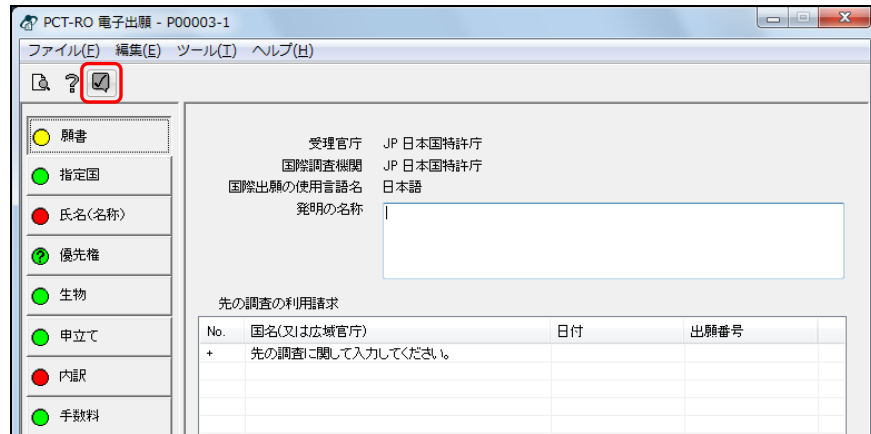 PCT-RO 電子出願 - P00003-1
ファイル(F) 編集(E) ツール(T) ヘルプ(H)
願書
指定国
氏名(名称)
優先権
生物
申立て
内訳
手数料
受理官庁 JP 日本国特許庁
国際調査機関 JP 日本国特許庁
国際出願の使用言語名 日本語
発明の名称
先の調査の利用請求
No. 国名(又は広域官庁) 日付 出願番号
+ 先の調査に関して入力してください。